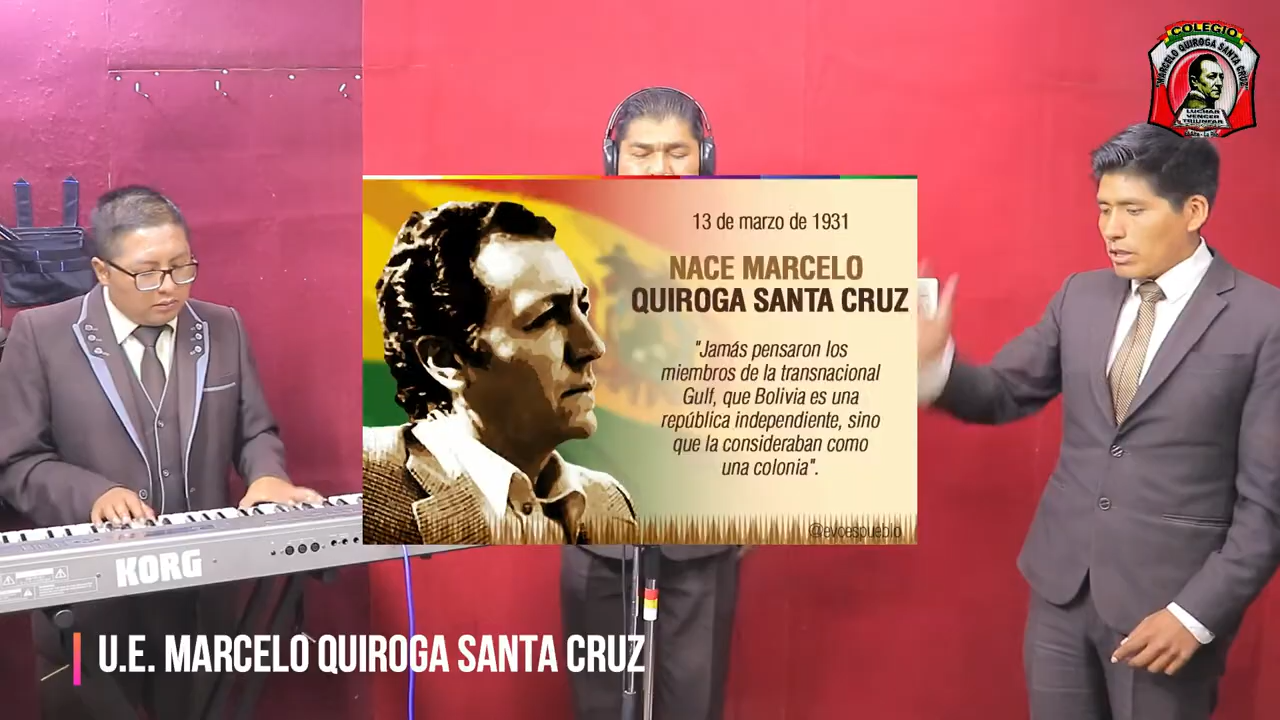 COLEGIO
"MARCELO QUIROGA SANTA CRUZ"
LUCHAR
VENCER
TRIUNFAR
13 de marzo de 1931
NACE MARCELO
QUIROGA SANTA CRUZ
"Jamás pensaron los
miembros de la transnacional
Gulf, que Bolivia es una
república independiente, sino
que la consideraban como
una colonia".
@evoespueblo
KORG
U.E. MARCELO QUIROGA SANTA CRUZ